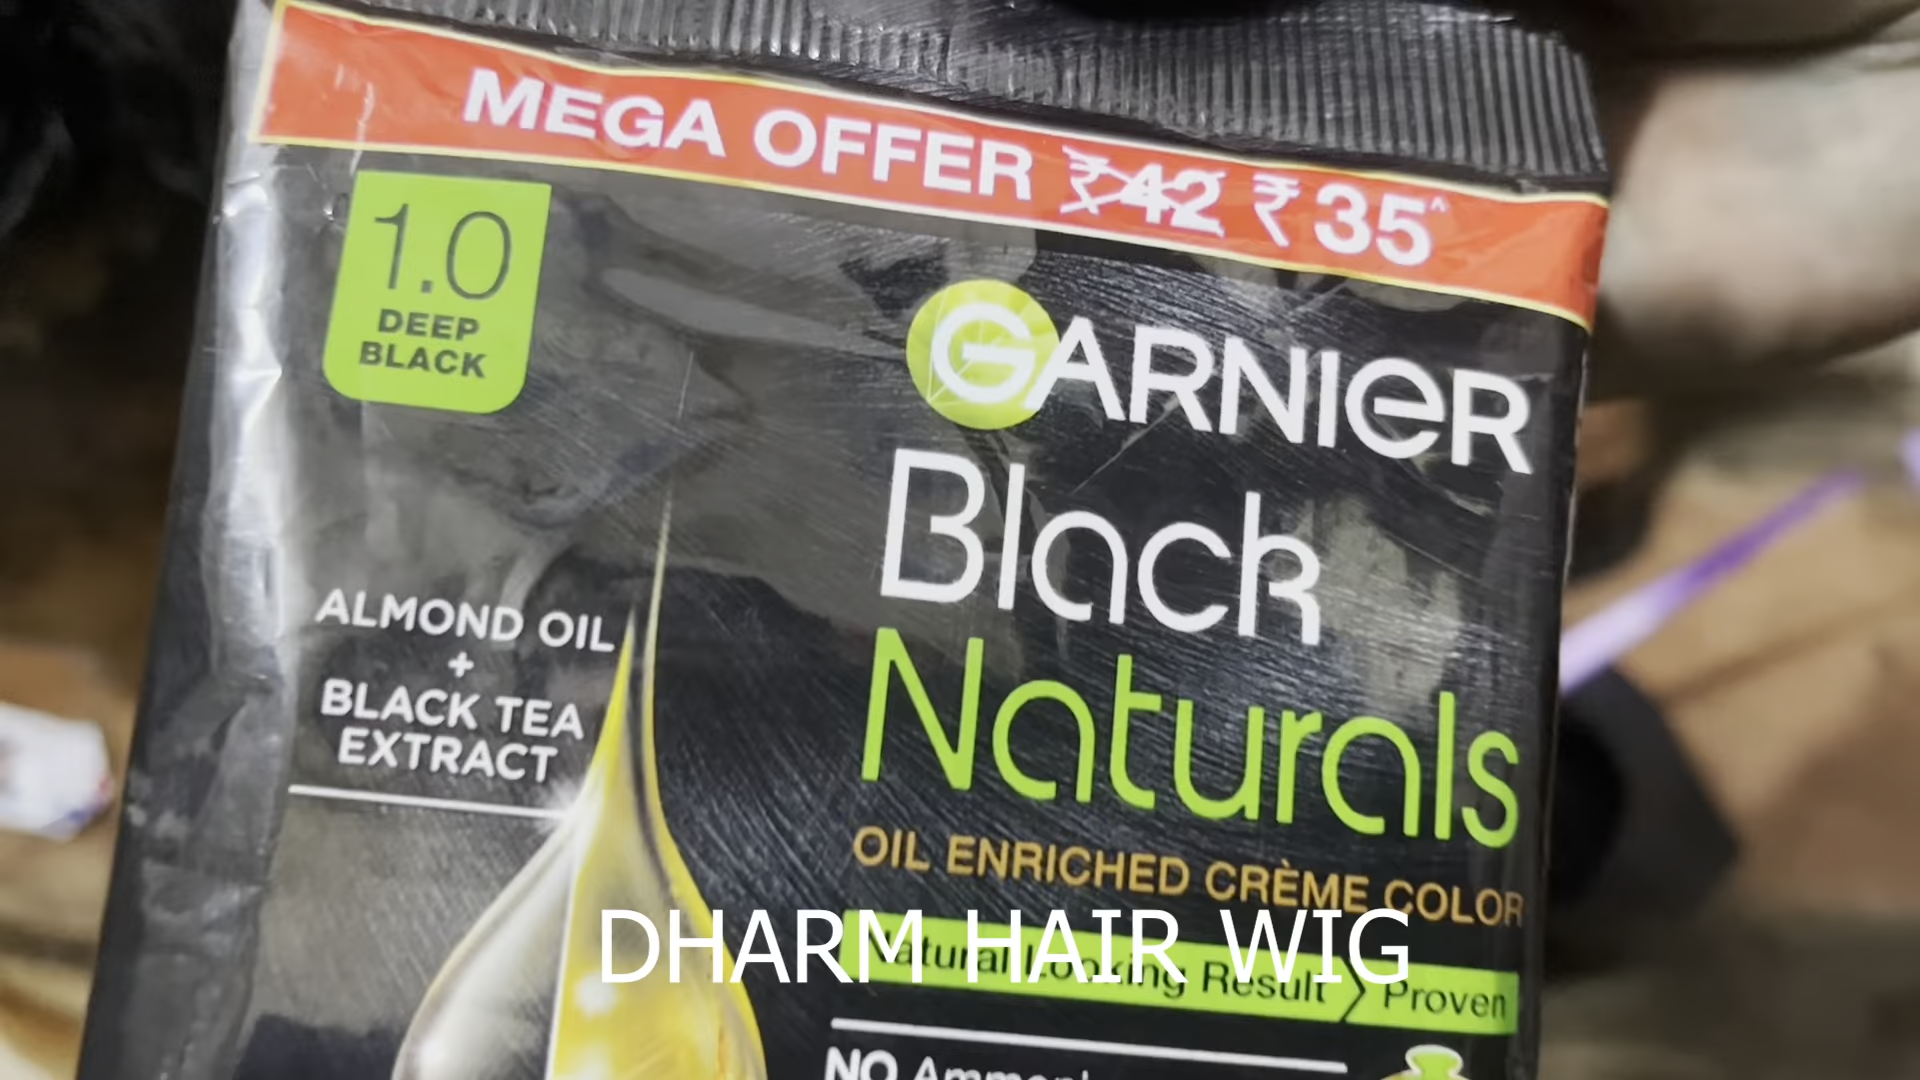 MEGA OFFER ₹42 ₹35^
1.0
DEEP
BLACK
GARNIER
Black
Naturals
ALMOND OIL
+
BLACK TEA
EXTRACT
OIL ENRICHED CRÈME COLOR
DHARM HAIR WIG
Natural Looking Result Proven
NO